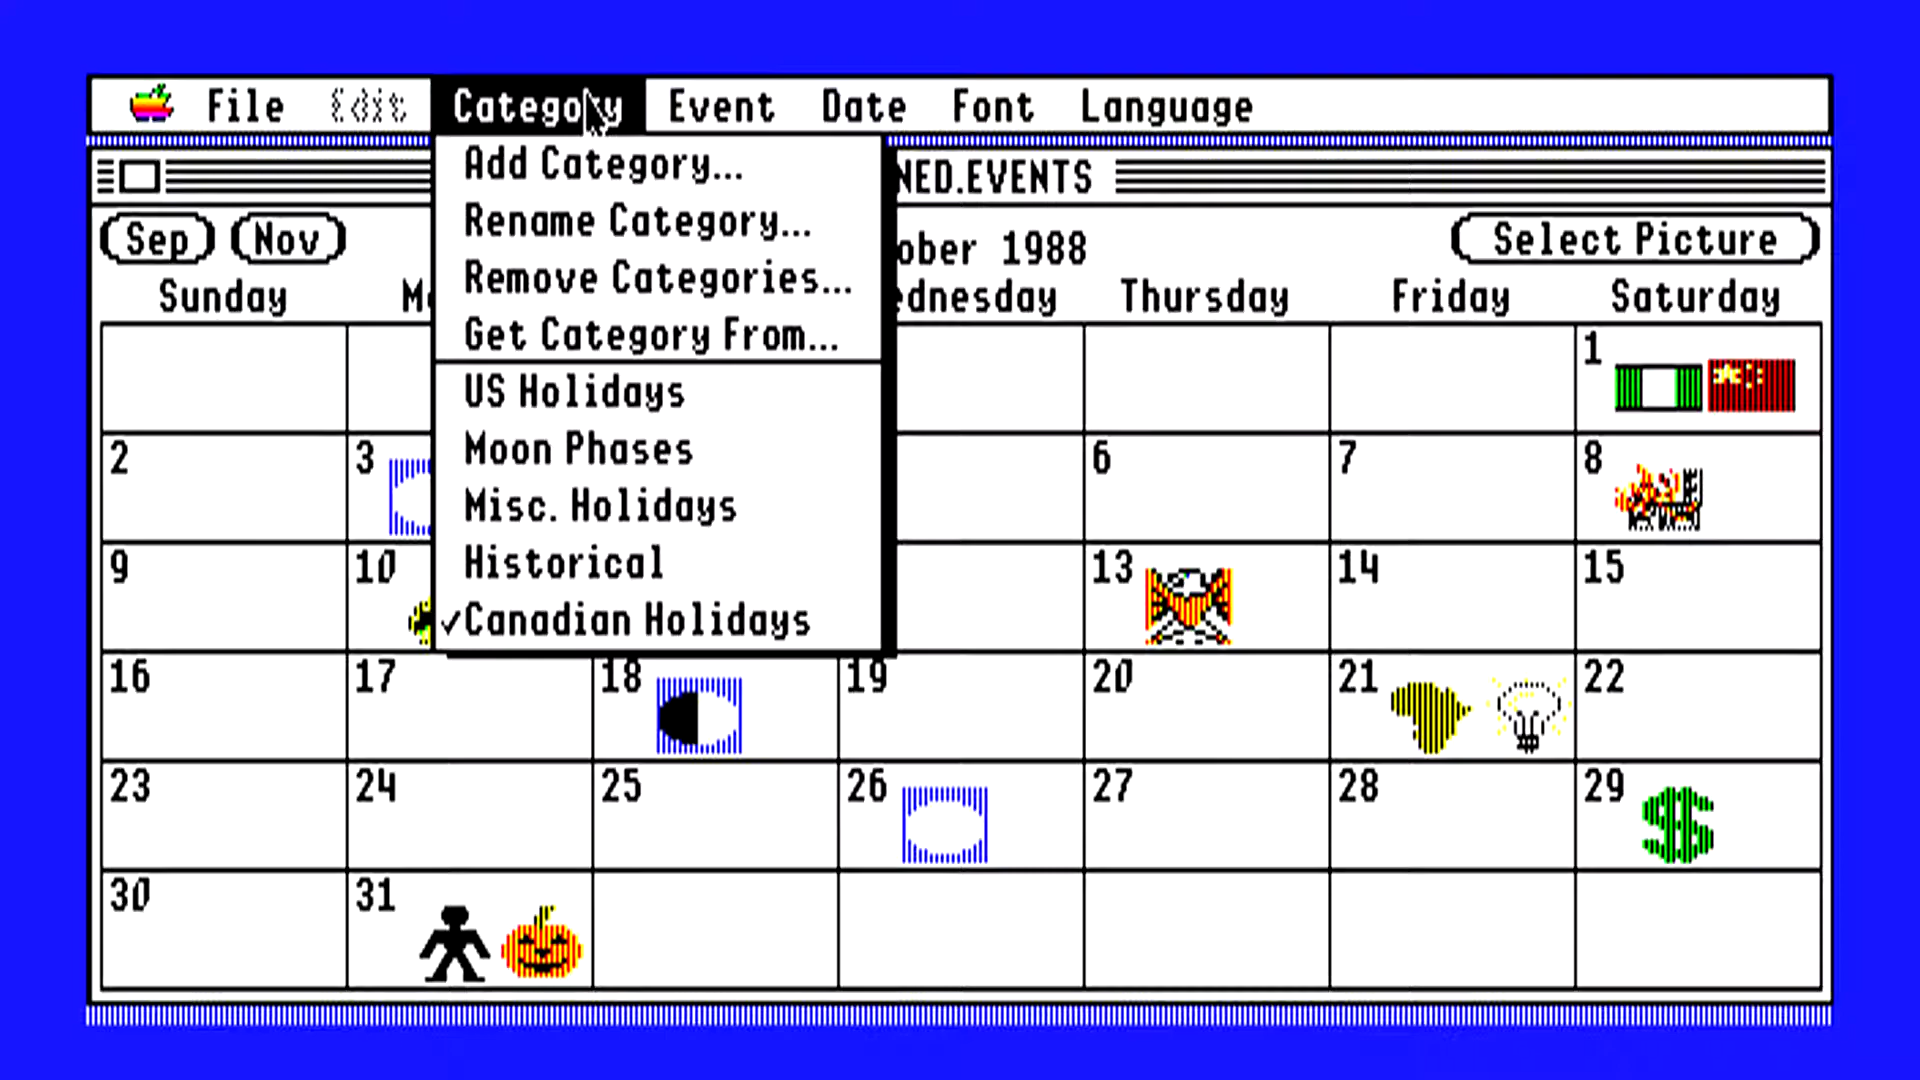 File Edit Category Event Date Font Language
Add Category...
Rename Category...
Remove Categories...
Get Category From...
US Holidays
Moon Phases
Misc. Holidays
Historical
✓Canadian Holidays
NED.EVENTS
Sep Nov ober 1988 Select Picture
Sunday M ednesday Thursday Friday Saturday
1
2 3 6 7 8
9 10 13 14 15
16 17 18 19 20 21 22
23 24 25 26 27 28 29
$
30 31